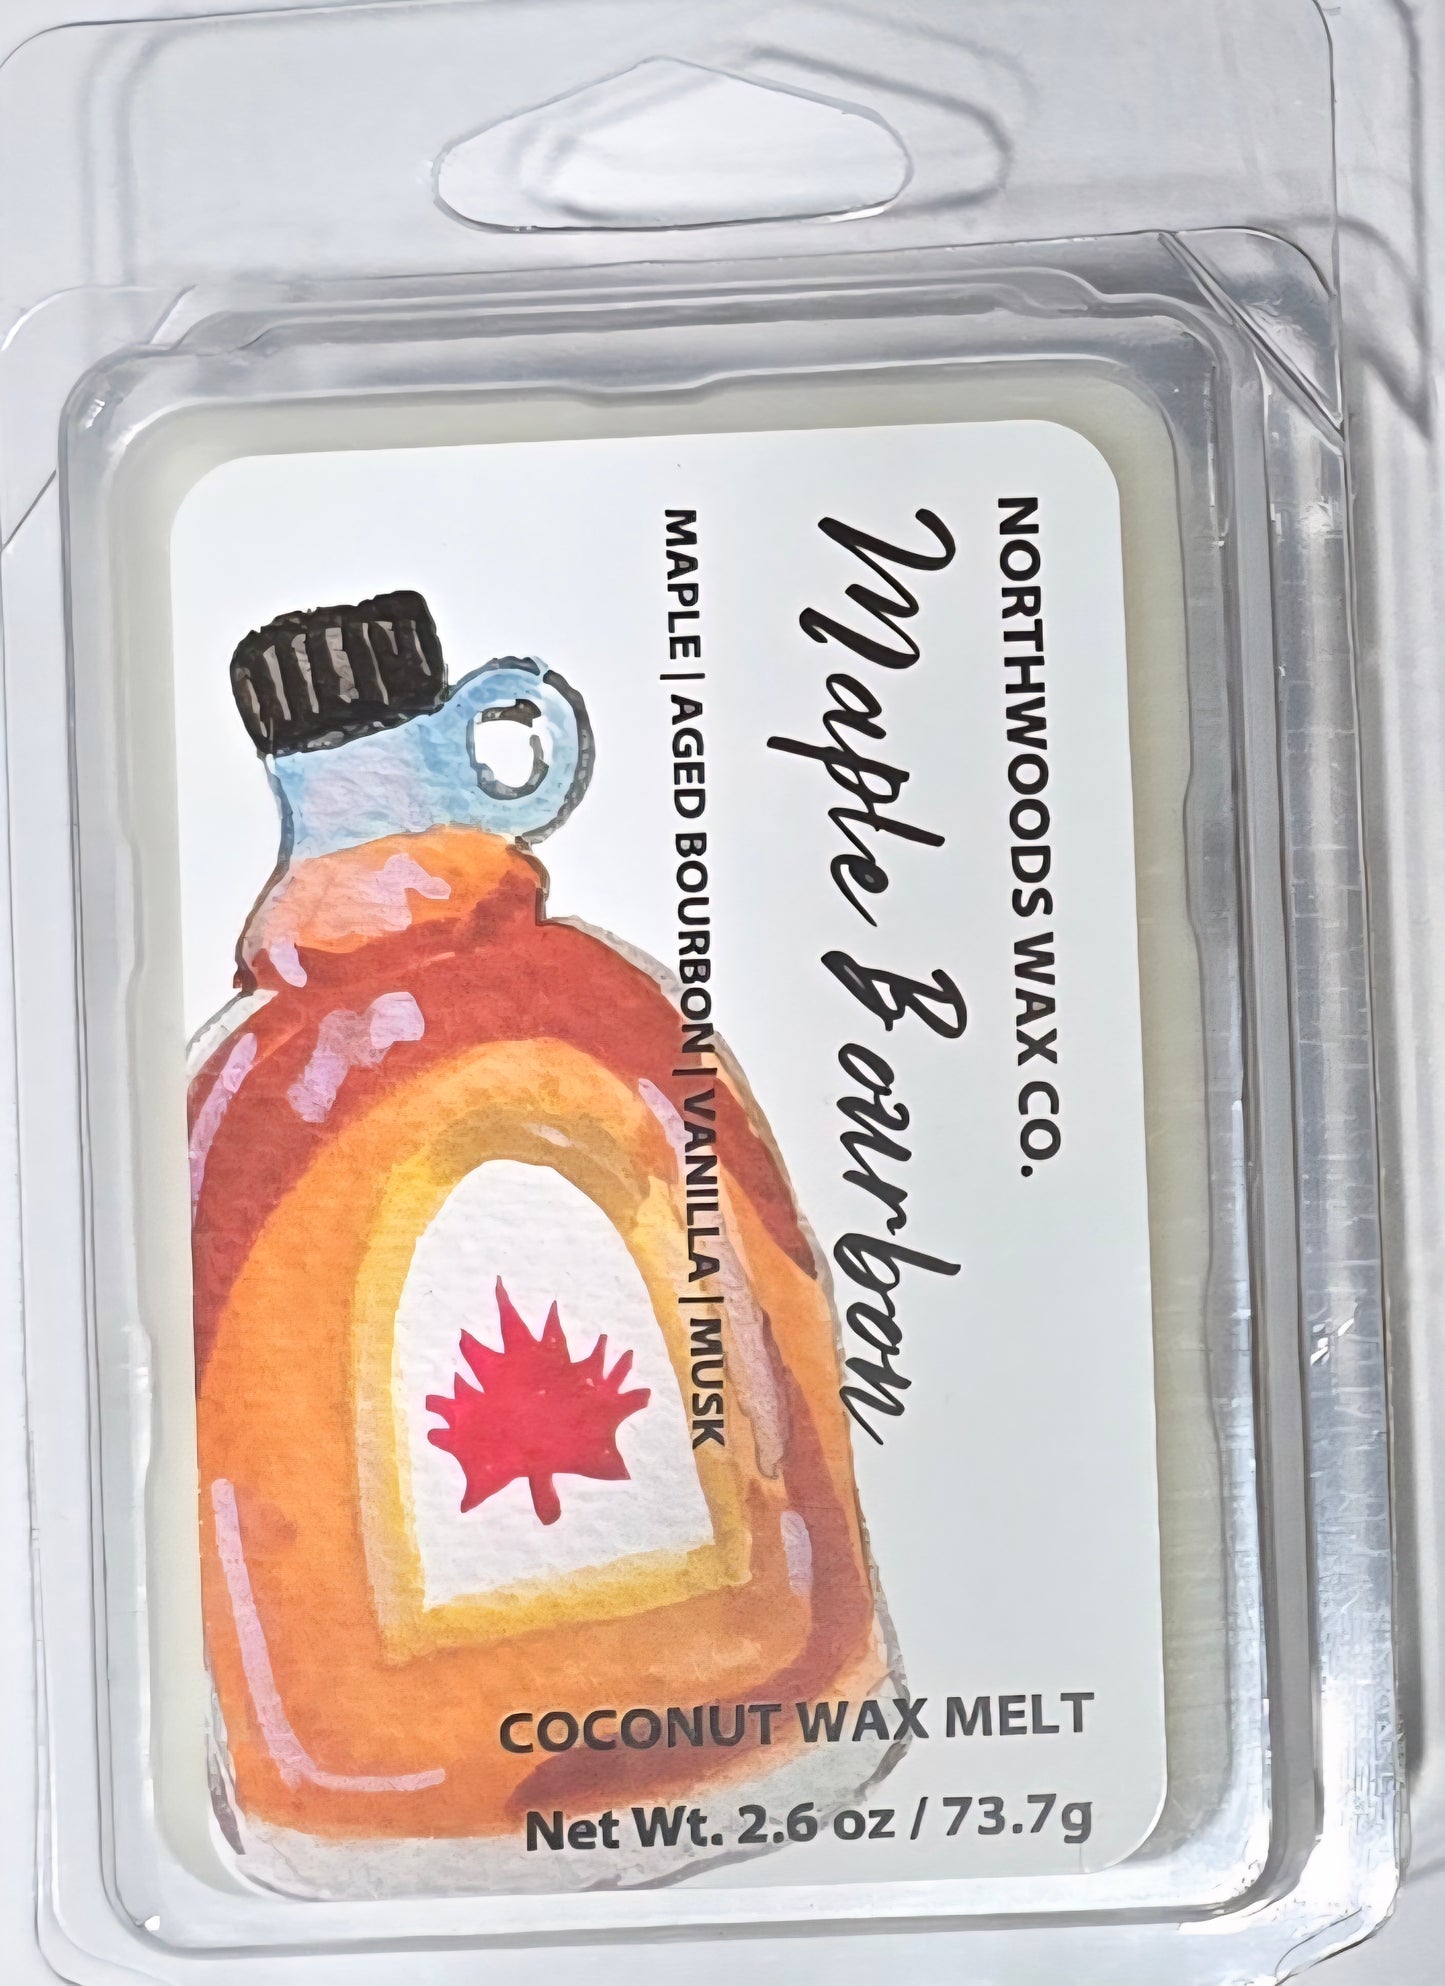 NORTHWOODS WAX CO.
Maple Bourbon
MAPLE | AGED BOURBON | VANILLA | MUSK
COCONUT WAX MELT
Net Wt. 2.6 oz / 73.7g